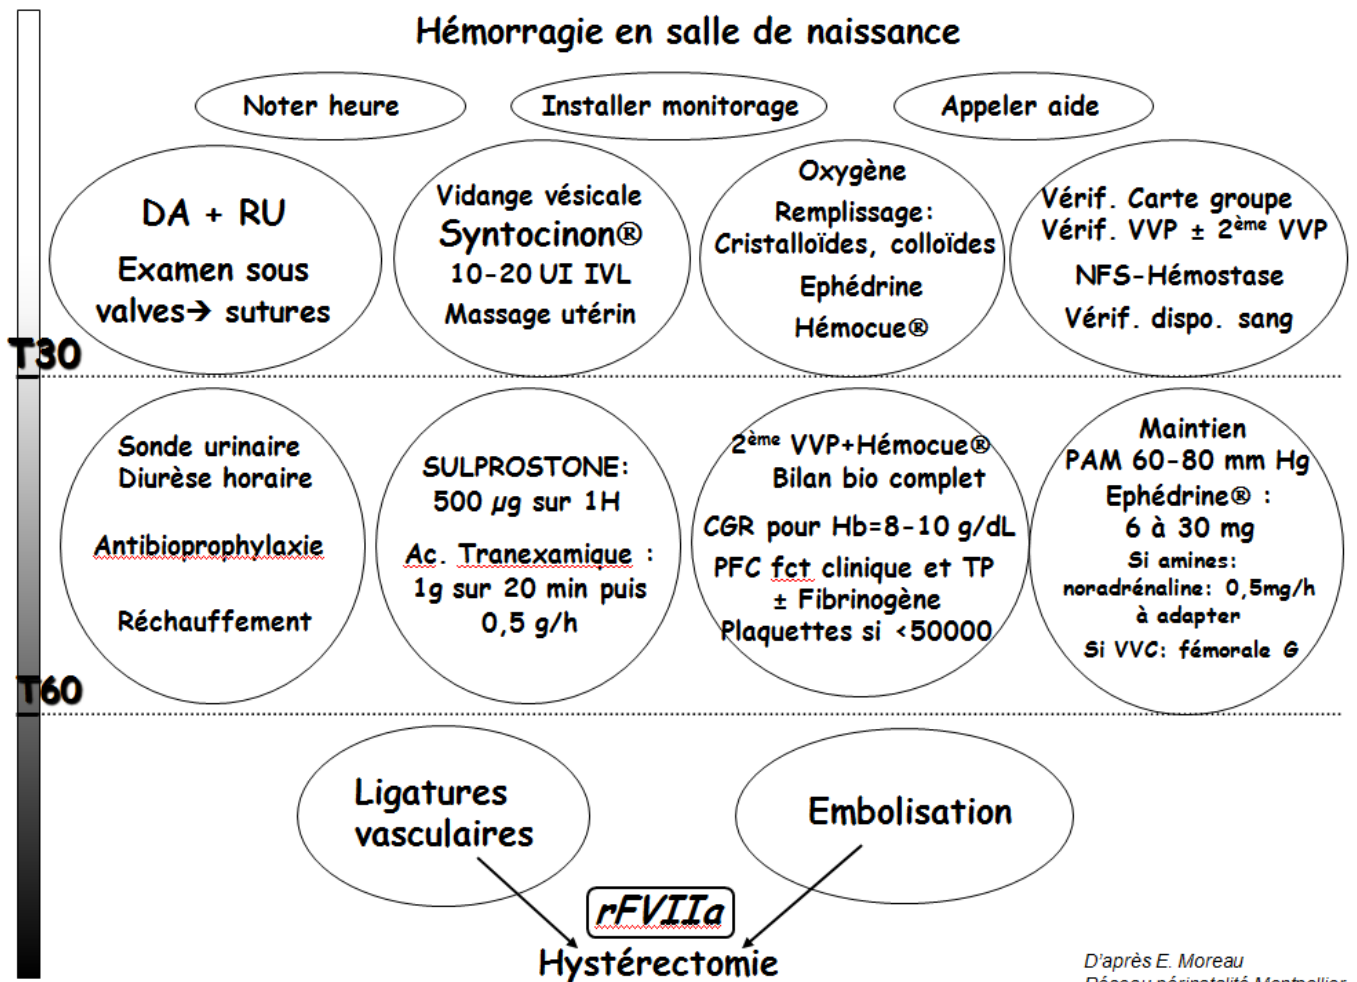 Hémorragie en salle de naissance
Noter heure
Installer monitorage
Appeler aide
DA + RU
Examen sous
valves→ sutures
Vidange vésicale
Syntocinon®
10-20 UI IVL
Massage utérin
Oxygène
Remplissage:
Cristalloïdes, colloïdes
Ephédrine
Hémocue®
Vérif. Carte groupe
Vérif. VVP ± 2ème VVP
NFS-Hémostase
Vérif. dispo. sang
T30
Sonde urinaire
Diurèse horaire
Antibioprophylaxie
Réchauffement
SULPROSTONE:
500 µg sur 1H
Ac. Tranexamique :
1g sur 20 min puis
0,5 g/h
2ème VVP+Hémocue®
Bilan bio complet
CGR pour Hb=8-10 g/dL
PFC fct clinique et TP
± Fibrinogène
Plaquettes si <50000
Maintien
PAM 60-80 mm Hg
Ephédrine® :
6 à 30 mg
Si amines:
noradrénaline: 0,5mg/h
à adapter
Si VVC: fémorale G
T60
Ligatures
vasculaires
Embolisation
rFVIIa
Hystérectomie
D'après E. Moreau
Réseau périnatalité Montpellier